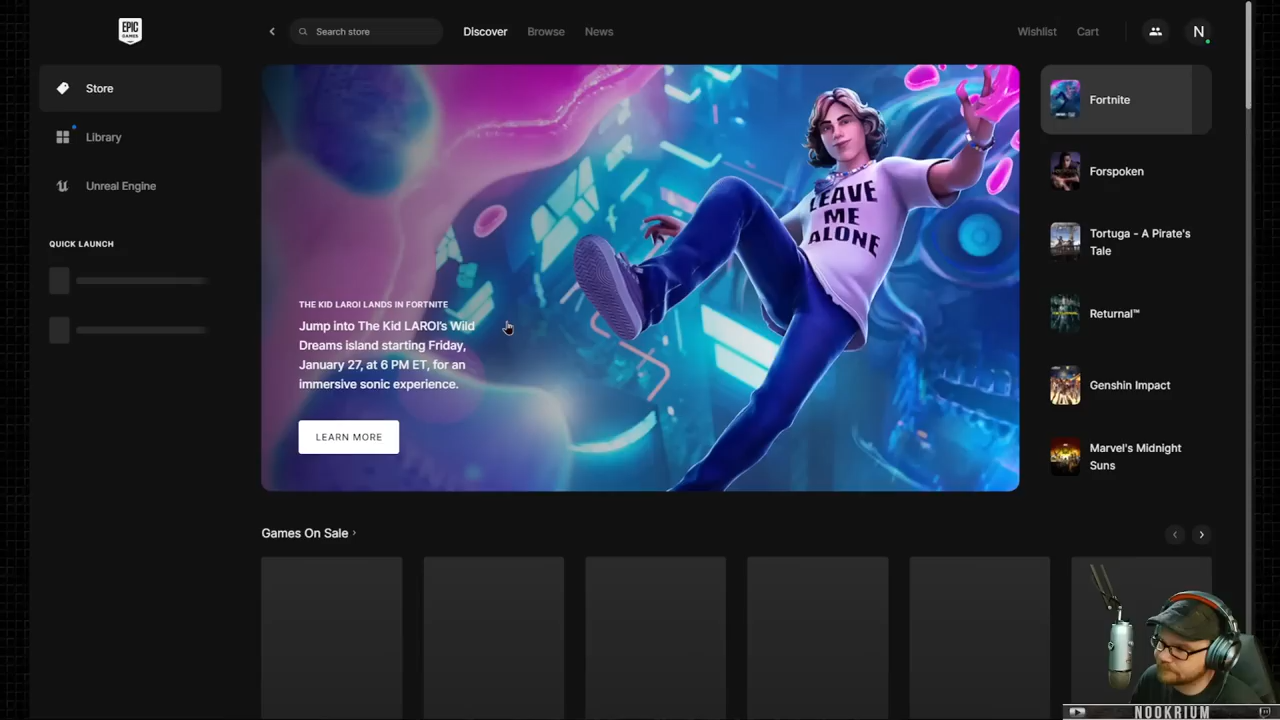 EPIC
GAMES
Search store
Discover
Browse
News
Wishlist
Cart
N
Store
Library
Unreal Engine
QUICK LAUNCH
LEAVE
ME
ALONE
THE KID LAROI LANDS IN FORTNITE
Jump into The Kid LAROI's Wild
Dreams island starting Friday,
January 27, at 6 PM ET, for an
immersive sonic experience.
LEARN MORE
Fortnite
Forspoken
Tortuga - A Pirate's
Tale
Returnal™
Genshin Impact
Marvel's Midnight
Suns
Games On Sale
NOOKRIUM